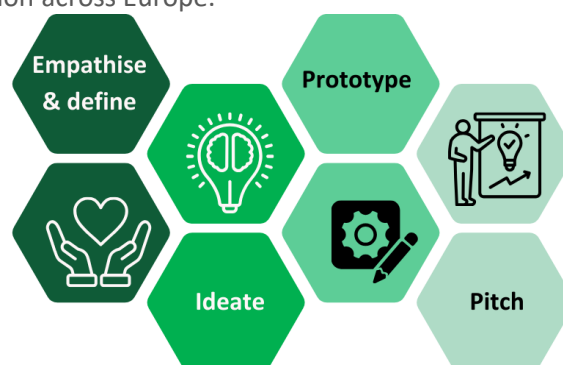 ion across Europe.
Empathise
& define
Prototype
Ideate
Pitch